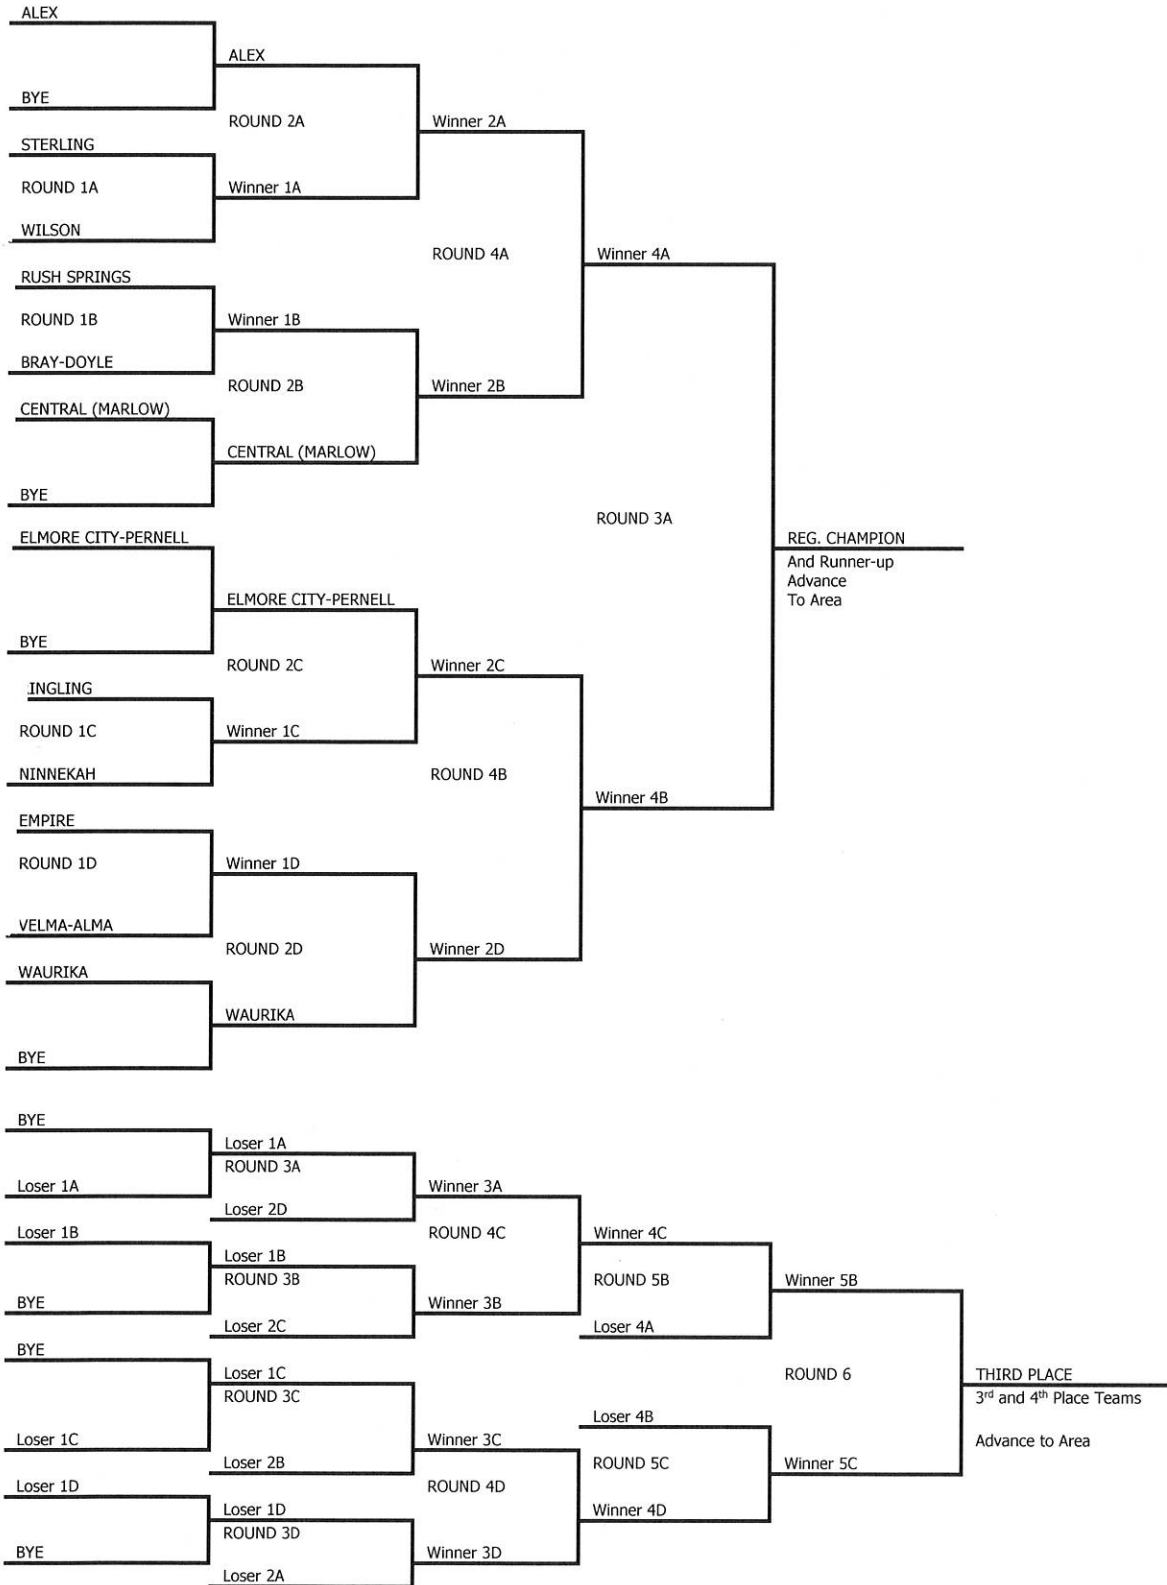 ALEX
ALEX
BYE
ROUND 2A
Winner 2A
STERLING
ROUND 1A
Winner 1A
WILSON
ROUND 4A
Winner 4A
RUSH SPRINGS
ROUND 1B
Winner 1B
BRAY-DOYLE
ROUND 2B
Winner 2B
CENTRAL (MARLOW)
CENTRAL (MARLOW)
BYE
ROUND 3A
ELMORE CITY-PERNELL
REG. CHAMPION
And Runner-up
Advance
To Area
ELMORE CITY-PERNELL
BYE
ROUND 2C
Winner 2C
INGLING
ROUND 1C
Winner 1C
NINNEKAH
ROUND 4B
Winner 4B
EMPIRE
ROUND 1D
Winner 1D
VELMA-ALMA
ROUND 2D
Winner 2D
WAURIKA
WAURIKA
BYE
BYE
Loser 1A
ROUND 3A
Loser 1A
Winner 3A
Loser 2D
Loser 1B
ROUND 4C
Winner 4C
Loser 1B
ROUND 3B
ROUND 5B
Winner 5B
BYE
Winner 3B
Loser 2C
Loser 4A
BYE
Loser 1C
ROUND 6
THIRD PLACE
ROUND 3C
3rd and 4th Place Teams
Loser 4B
Loser 1C
Winner 3C
Advance to Area
Loser 2B
ROUND 5C
Winner 5C
Loser 1D
ROUND 4D
Loser 1D
Winner 4D
ROUND 3D
BYE
Winner 3D
Loser 2A